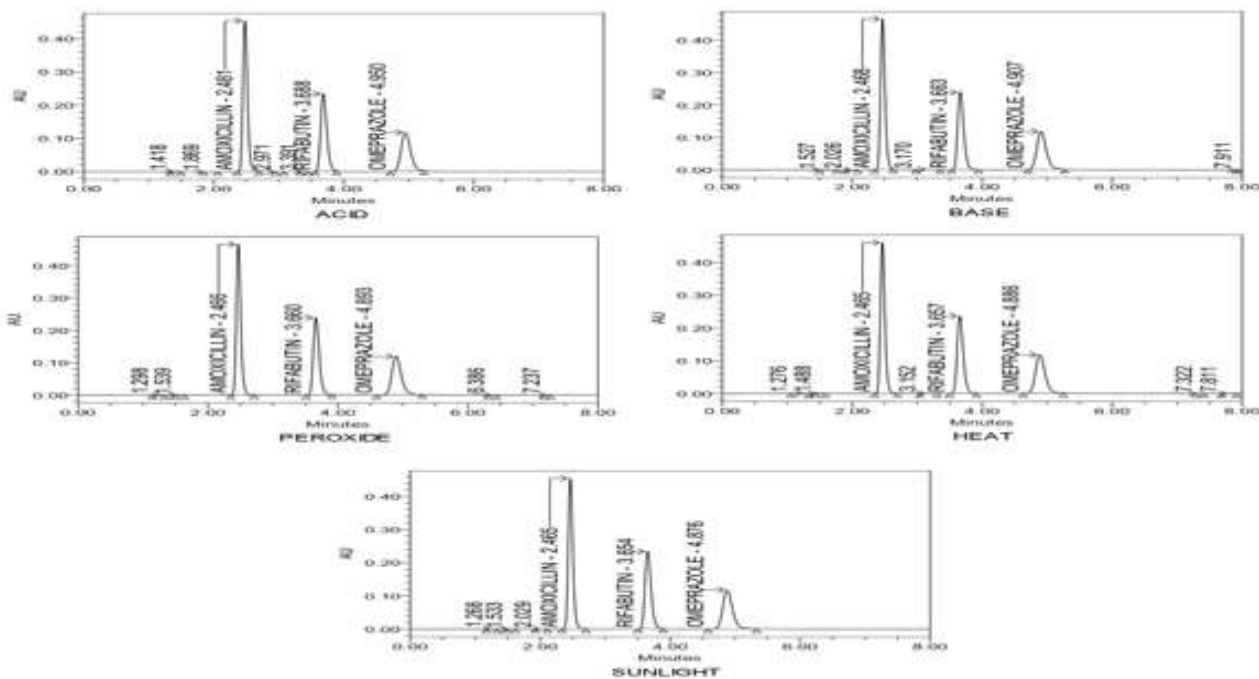 0.40
0.30
0.20
0.10
0.00
AU
1.418
1.869
AMOXICILLIN - 2.481
2.971
3.391
RIFABUTIN - 3.688
OMEPRAZOLE - 4.950
0.00 2.00 4.00 6.00 8.00
Minutes
ACID
0.40
0.30
0.20
0.10
0.00
AU
1.527
2.026
AMOXICILLIN - 2.468
3.170
RIFABUTIN - 3.663
OMEPRAZOLE - 4.907
7.911
0.00 2.00 4.00 6.00 8.00
Minutes
BASE
0.40
0.30
0.20
0.10
0.00
AU
1.298
1.539
AMOXICILLIN - 2.466
RIFABUTIN - 3.660
OMEPRAZOLE - 4.893
6.386
7.237
0.00 2.00 4.00 6.00 8.00
Minutes
PEROXIDE
0.40
0.30
0.20
0.10
0.00
AU
1.276
1.488
AMOXICILLIN - 2.465
3.152
RIFABUTIN - 3.657
OMEPRAZOLE - 4.886
7.322
7.811
0.00 2.00 4.00 6.00 8.00
Minutes
HEAT
0.40
0.30
0.20
0.10
0.00
AU
1.268
1.533
2.029
AMOXICILLIN - 2.465
RIFABUTIN - 3.654
OMEPRAZOLE - 4.876
0.00 2.00 4.00 6.00 8.00
Minutes
SUNLIGHT